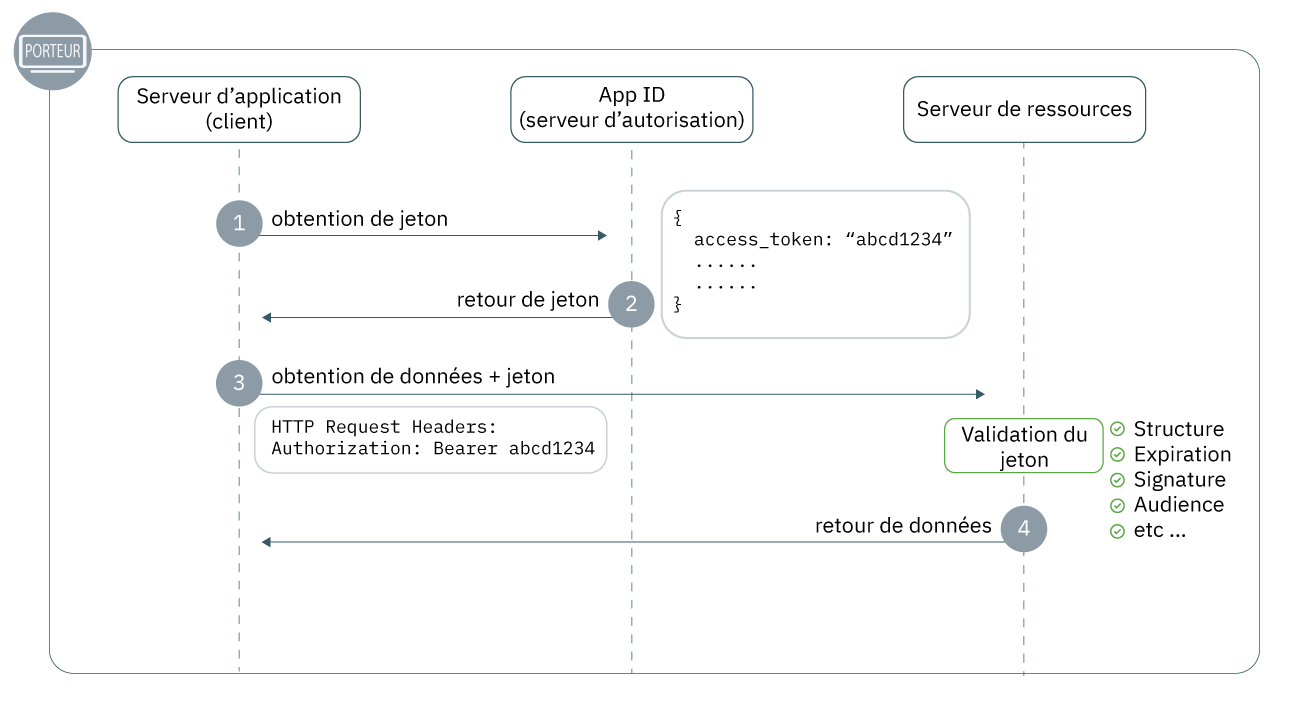 PORTEUR
Serveur d’application
(client)
App ID
(serveur d’autorisation)
Serveur de ressources
1
obtention de jeton
{
access_token: “abcd1234”
......
......
}
retour de jeton
2
3
obtention de données + jeton
HTTP Request Headers:
Authorization: Bearer abcd1234
Validation du
jeton
Structure
Expiration
Signature
Audience
etc ...
retour de données
4